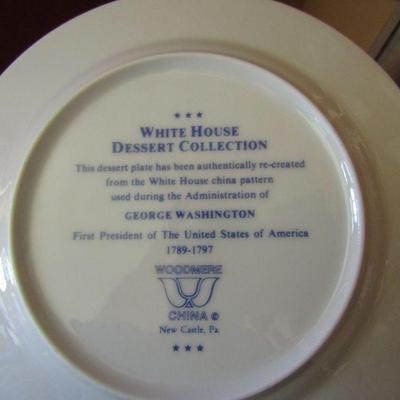 ★ ★ ★
WHITE HOUSE
DESSERT COLLECTION
This dessert plate has been authentically re-created
from the White House china pattern
used during the Administration of
GEORGE WASHINGTON
First President of The United States of America
1789-1797
WOODMERE
CHINA ©
New Castle, Pa.
★ ★ ★